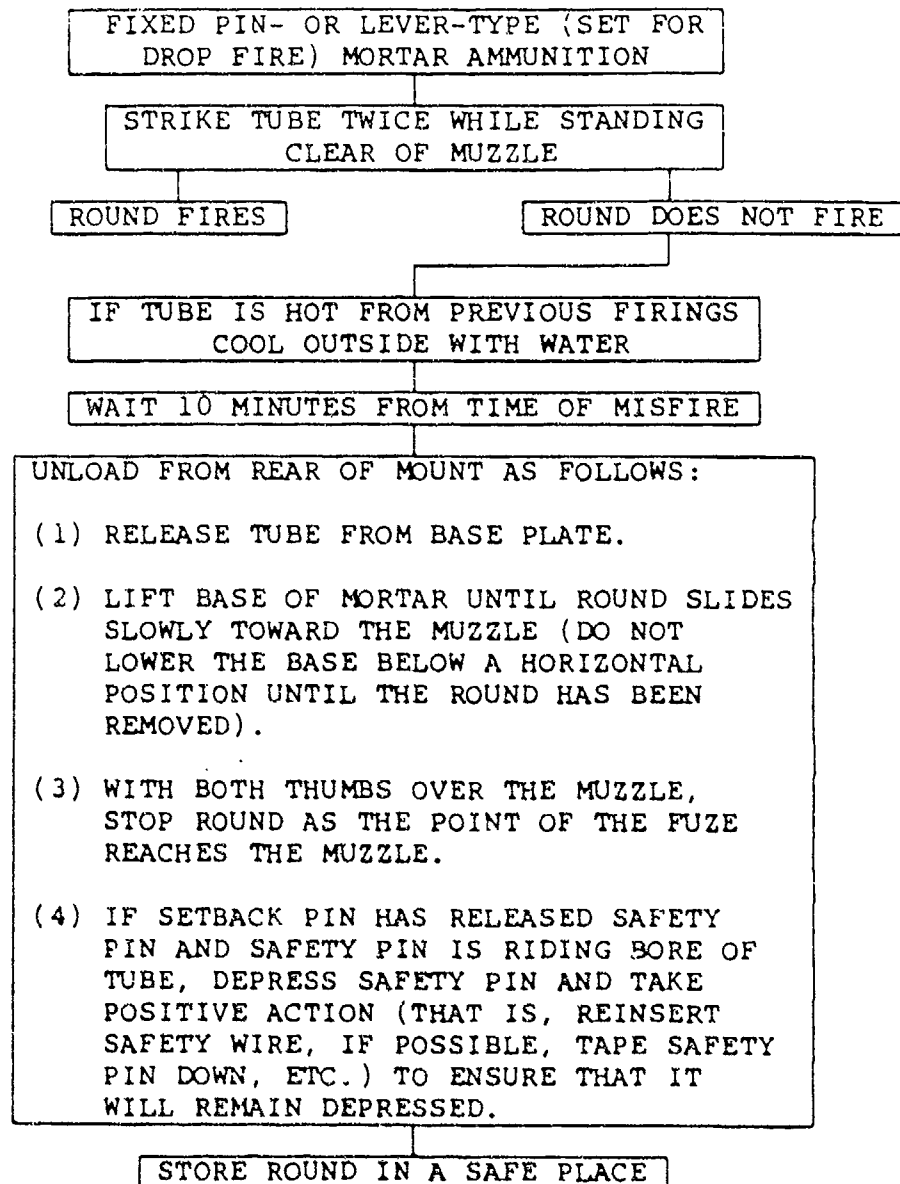 FIXED PIN- OR LEVER-TYPE (SET FOR
DROP FIRE) MORTAR AMMUNITION
STRIKE TUBE TWICE WHILE STANDING
CLEAR OF MUZZLE
ROUND FIRES
ROUND DOES NOT FIRE
IF TUBE IS HOT FROM PREVIOUS FIRINGS
COOL OUTSIDE WITH WATER
WAIT 10 MINUTES FROM TIME OF MISFIRE
UNLOAD FROM REAR OF MOUNT AS FOLLOWS:
(1) RELEASE TUBE FROM BASE PLATE.
(2) LIFT BASE OF MORTAR UNTIL ROUND SLIDES
SLOWLY TOWARD THE MUZZLE (DO NOT
LOWER THE BASE BELOW A HORIZONTAL
POSITION UNTIL THE ROUND HAS BEEN
REMOVED).
(3) WITH BOTH THUMBS OVER THE MUZZLE,
STOP ROUND AS THE POINT OF THE FUZE
REACHES THE MUZZLE.
(4) IF SETBACK PIN HAS RELEASED SAFETY
PIN AND SAFETY PIN IS RIDING BORE OF
TUBE, DEPRESS SAFETY PIN AND TAKE
POSITIVE ACTION (THAT IS, REINSERT
SAFETY WIRE, IF POSSIBLE, TAPE SAFETY
PIN DOWN, ETC.) TO ENSURE THAT IT
WILL REMAIN DEPRESSED.
STORE ROUND IN A SAFE PLACE